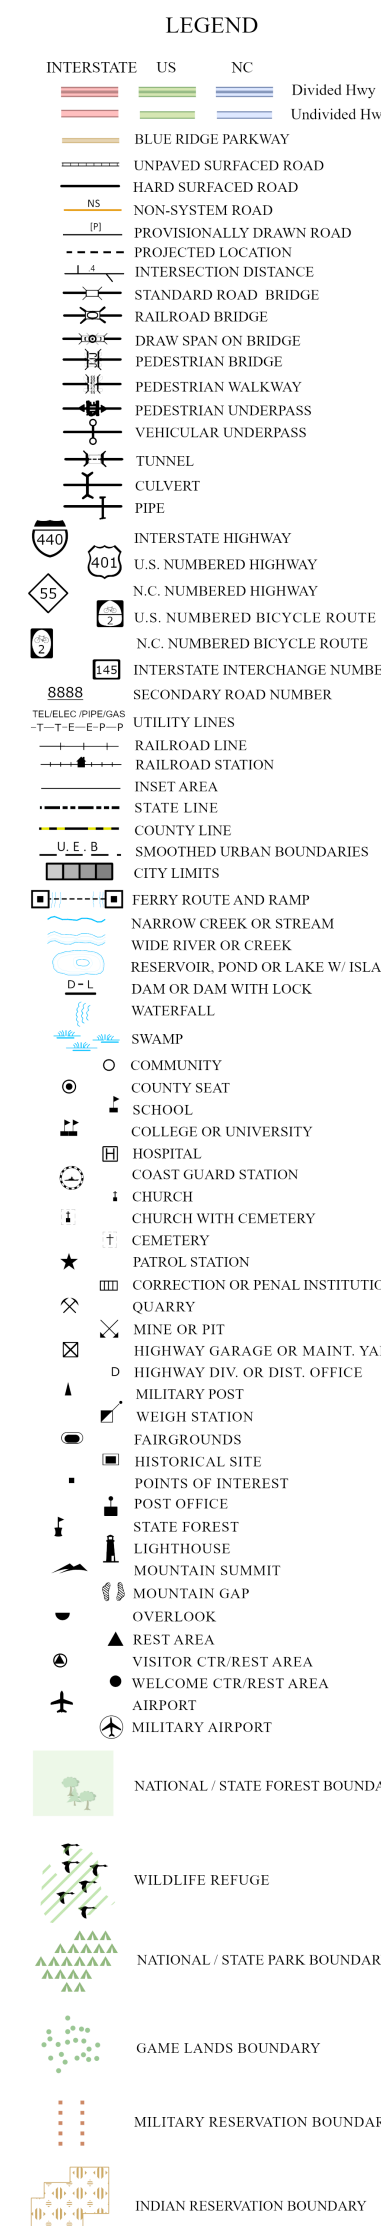 LEGEND
INTERSTATE US NC
Divided Hwy
Undivided Hw
BLUE RIDGE PARKWAY
UNPAVED SURFACED ROAD
HARD SURFACED ROAD
NS NON-SYSTEM ROAD
[P] PROVISIONALLY DRAWN ROAD
PROJECTED LOCATION
.4 INTERSECTION DISTANCE
STANDARD ROAD BRIDGE
RAILROAD BRIDGE
DRAW SPAN ON BRIDGE
PEDESTRIAN BRIDGE
PEDESTRIAN WALKWAY
PEDESTRIAN UNDERPASS
VEHICULAR UNDERPASS
TUNNEL
CULVERT
PIPE
440 INTERSTATE HIGHWAY
401 U.S. NUMBERED HIGHWAY
55 N.C. NUMBERED HIGHWAY
2 U.S. NUMBERED BICYCLE ROUTE
2 N.C. NUMBERED BICYCLE ROUTE
145 INTERSTATE INTERCHANGE NUMBE
8888 SECONDARY ROAD NUMBER
TEL/ELEC /PIPE/GAS
–T––T-E––E-P––P UTILITY LINES
RAILROAD LINE
RAILROAD STATION
INSET AREA
STATE LINE
COUNTY LINE
U.E.B SMOOTHED URBAN BOUNDARIES
CITY LIMITS
FERRY ROUTE AND RAMP
NARROW CREEK OR STREAM
WIDE RIVER OR CREEK
RESERVOIR, POND OR LAKE W/ ISLA
D-L DAM OR DAM WITH LOCK
WATERFALL
SWAMP
COMMUNITY
COUNTY SEAT
SCHOOL
COLLEGE OR UNIVERSITY
H HOSPITAL
COAST GUARD STATION
CHURCH
CHURCH WITH CEMETERY
CEMETERY
PATROL STATION
CORRECTION OR PENAL INSTITUTIO
QUARRY
MINE OR PIT
HIGHWAY GARAGE OR MAINT. YA
D HIGHWAY DIV. OR DIST. OFFICE
MILITARY POST
WEIGH STATION
FAIRGROUNDS
HISTORICAL SITE
POINTS OF INTEREST
POST OFFICE
STATE FOREST
LIGHTHOUSE
MOUNTAIN SUMMIT
MOUNTAIN GAP
OVERLOOK
REST AREA
VISITOR CTR/REST AREA
WELCOME CTR/REST AREA
AIRPORT
MILITARY AIRPORT
NATIONAL / STATE FOREST BOUNDA
WILDLIFE REFUGE
NATIONAL / STATE PARK BOUNDAR
GAME LANDS BOUNDARY
MILITARY RESERVATION BOUNDAR
INDIAN RESERVATION BOUNDARY